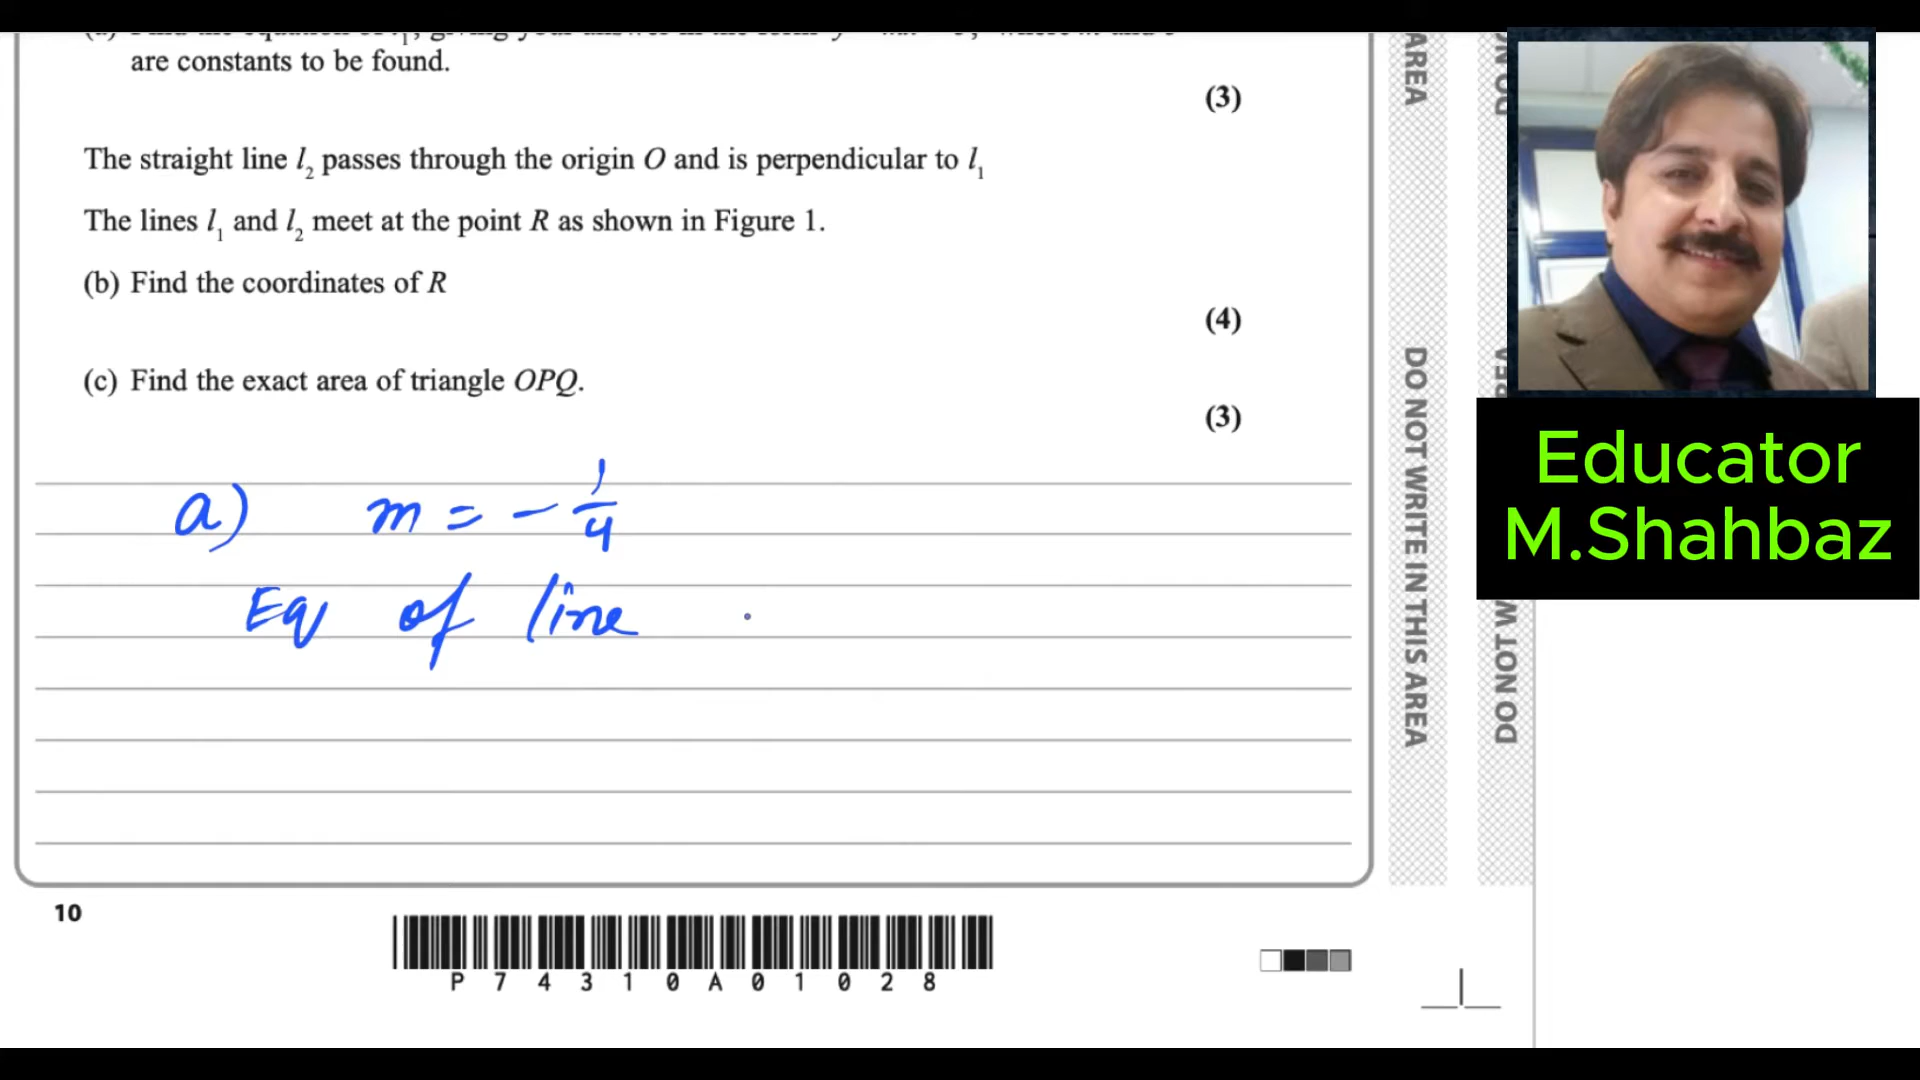 are constants to be found.
(3)
The straight line l₂ passes through the origin O and is perpendicular to l₁
The lines l₁ and l₂ meet at the point R as shown in Figure 1.
(b) Find the coordinates of R
(4)
(c) Find the exact area of triangle OPQ.
(3)
a) m = - 1/4
Eq of line
10
P 7 4 3 1 0 A 0 1 0 2 8
AREA
DO NOT WRITE IN THIS AREA
DO NOT W
Educator
M.Shahbaz